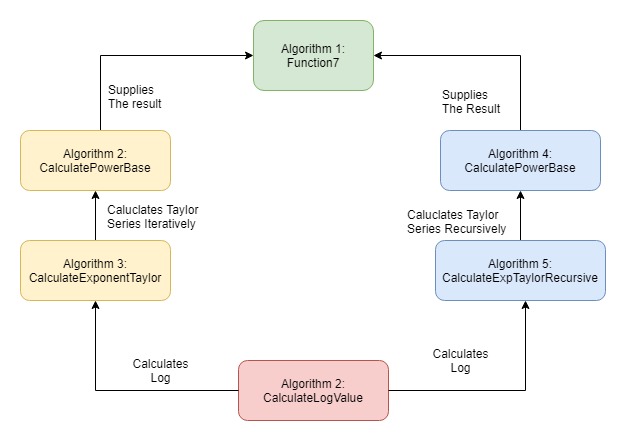 Algorithm 1:
Function7
Supplies
The result
Supplies
The Result
Algorithm 2:
CalculatePowerBase
Algorithm 4:
CalculatePowerBase
Caluclates Taylor
Series Iteratively
Caluclates Taylor
Series Recursively
Algorithm 3:
CalculateExponentTaylor
Algorithm 5:
CalculateExpTaylorRecursive
Calculates
Log
Calculates
Log
Algorithm 2:
CalculateLogValue